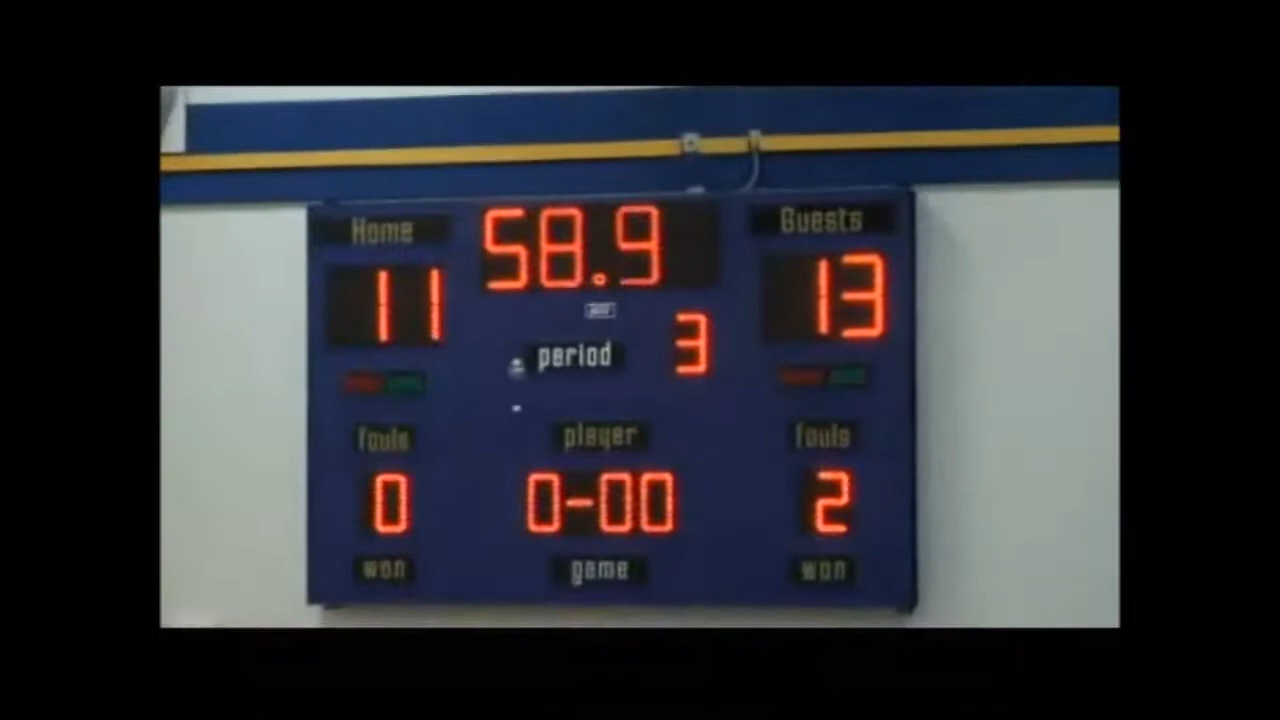 Home 58.9 Guests
11 13
period 3
fouls player fouls
0 0-00 2
won game won